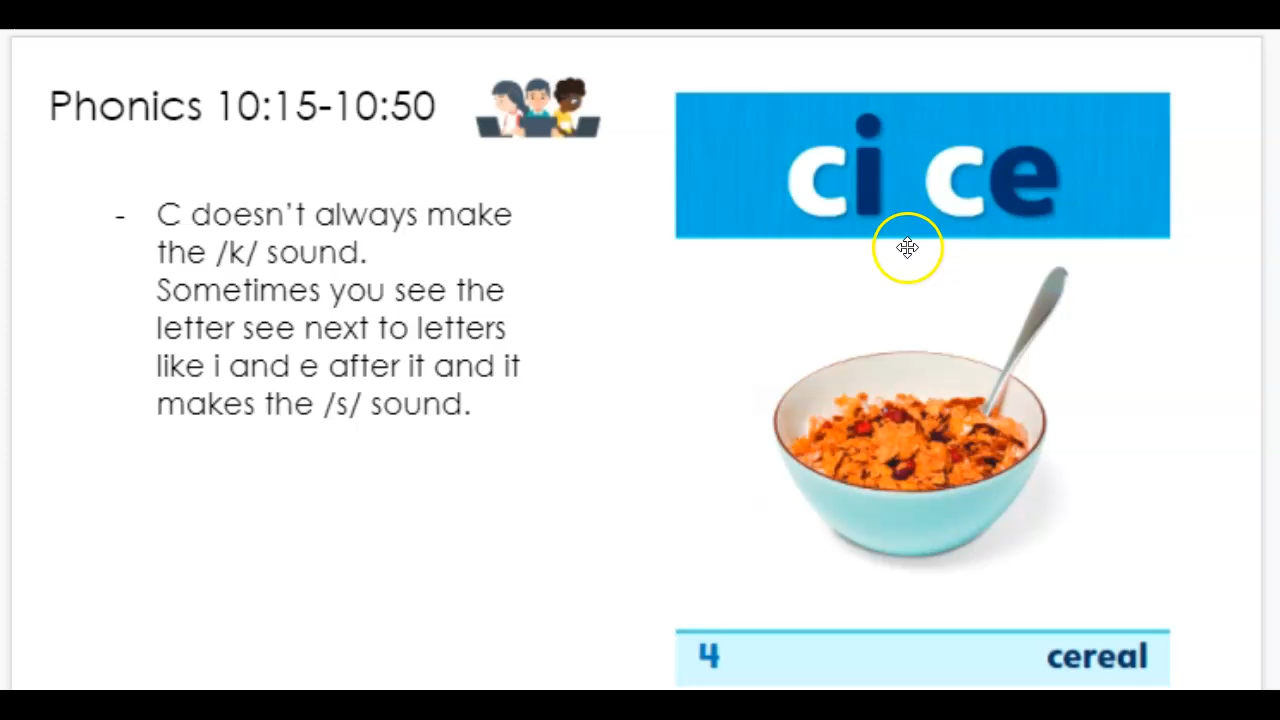 Phonics 10:15-10:50
- C doesn't always make
the /k/ sound.
Sometimes you see the
letter see next to letters
like i and e after it and it
makes the /s/ sound.
ci ce
4 cereal